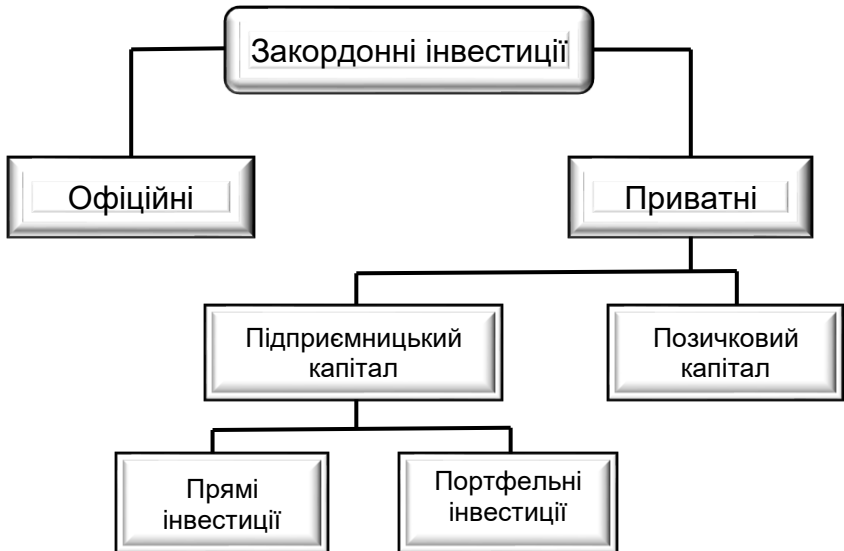 Закордонні інвестиції
Офіційні
Приватні
Підприємницький
капітал
Позичковий
капітал
Прямі
інвестиції
Портфельні
інвестиції